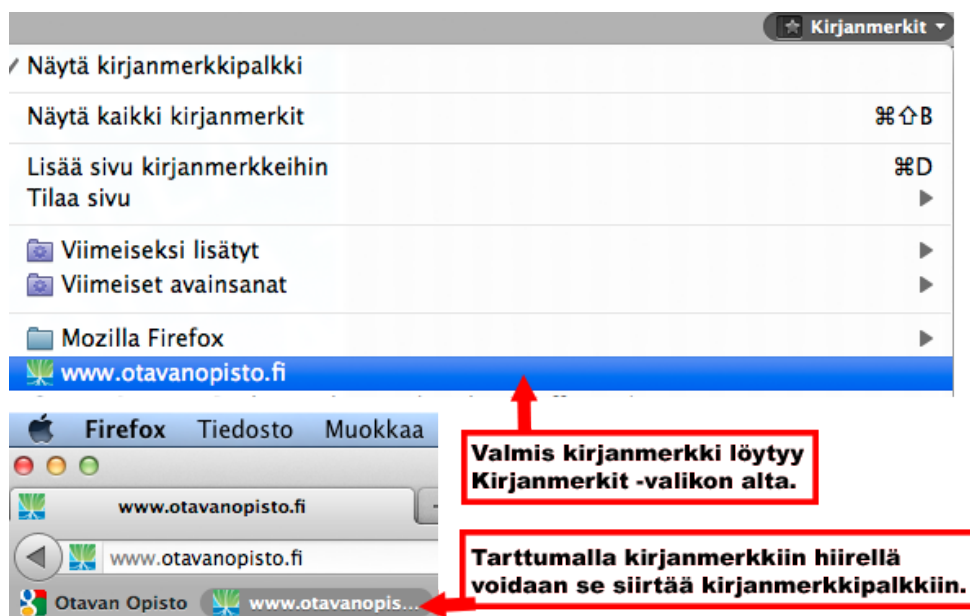 Kirjanmerkit
Näytä kirjanmerkkipalkki
Näytä kaikki kirjanmerkit ⌘⇧B
Lisää sivu kirjanmerkkeihin ⌘D
Tilaa sivu
Viimeiseksi lisätyt
Viimeiset avainsanat
Mozilla Firefox
www.otavanopisto.fi
Firefox Tiedosto Muokkaa
www.otavanopisto.fi
www.otavanopisto.fi
Otavan Opisto www.otavanopis...
Valmis kirjanmerkki löytyy
Kirjanmerkit -valikon alta.
Tarttumalla kirjanmerkkiin hiirellä
voidaan se siirtää kirjanmerkkipalkkiin.